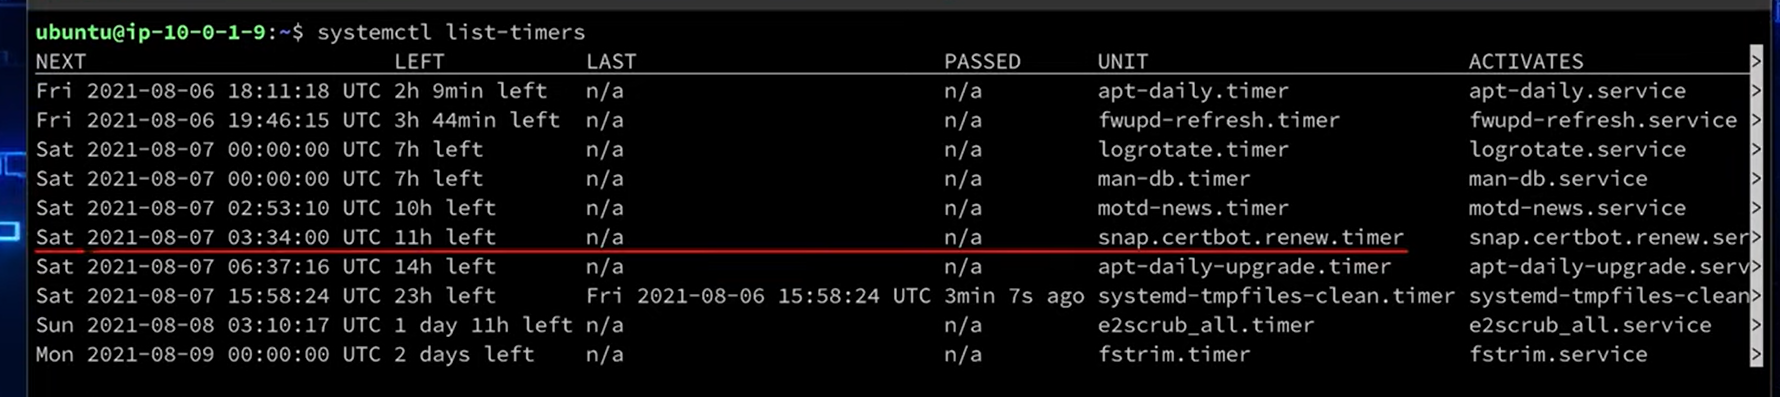 ubuntu@ip-10-0-1-9:~$ systemctl list-timers
NEXT LEFT LAST PASSED UNIT ACTIVATES >
Fri 2021-08-06 18:11:18 UTC 2h 9min left n/a n/a apt-daily.timer apt-daily.service >
Fri 2021-08-06 19:46:15 UTC 3h 44min left n/a n/a fwupd-refresh.timer fwupd-refresh.service >
Sat 2021-08-07 00:00:00 UTC 7h left n/a n/a logrotate.timer logrotate.service >
Sat 2021-08-07 00:00:00 UTC 7h left n/a n/a man-db.timer man-db.service >
Sat 2021-08-07 02:53:10 UTC 10h left n/a n/a motd-news.timer motd-news.service >
Sat 2021-08-07 03:34:00 UTC 11h left n/a n/a snap.certbot.renew.timer snap.certbot.renew.ser>
Sat 2021-08-07 06:37:16 UTC 14h left n/a n/a apt-daily-upgrade.timer apt-daily-upgrade.serv>
Sat 2021-08-07 15:58:24 UTC 23h left Fri 2021-08-06 15:58:24 UTC 3min 7s ago systemd-tmpfiles-clean.timer systemd-tmpfiles-clean>
Sun 2021-08-08 03:10:17 UTC 1 day 11h left n/a n/a e2scrub_all.timer e2scrub_all.service >
Mon 2021-08-09 00:00:00 UTC 2 days left n/a n/a fstrim.timer fstrim.service >